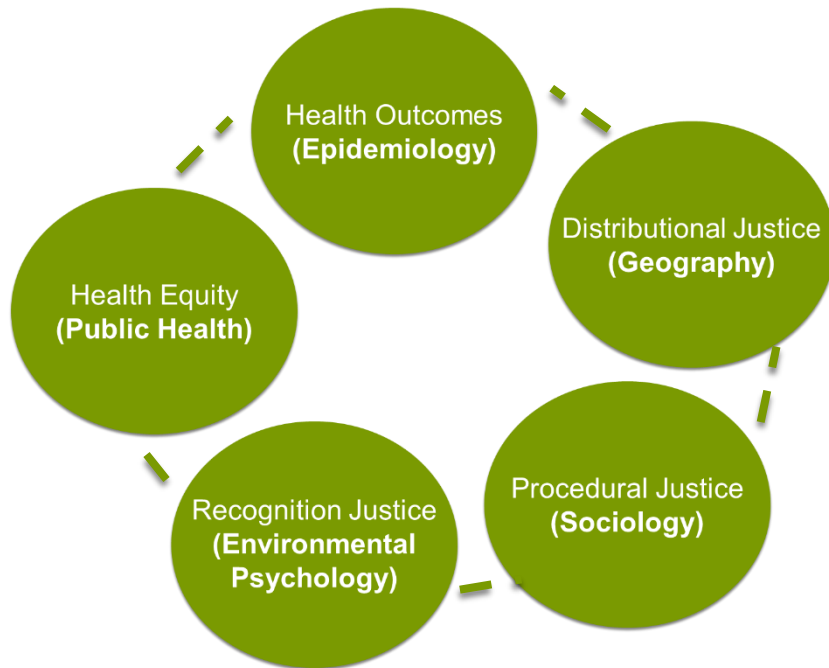 Health Outcomes
(Epidemiology)
Distributional Justice
(Geography)
Procedural Justice
(Sociology)
Recognition Justice
(Environmental
Psychology)
Health Equity
(Public Health)